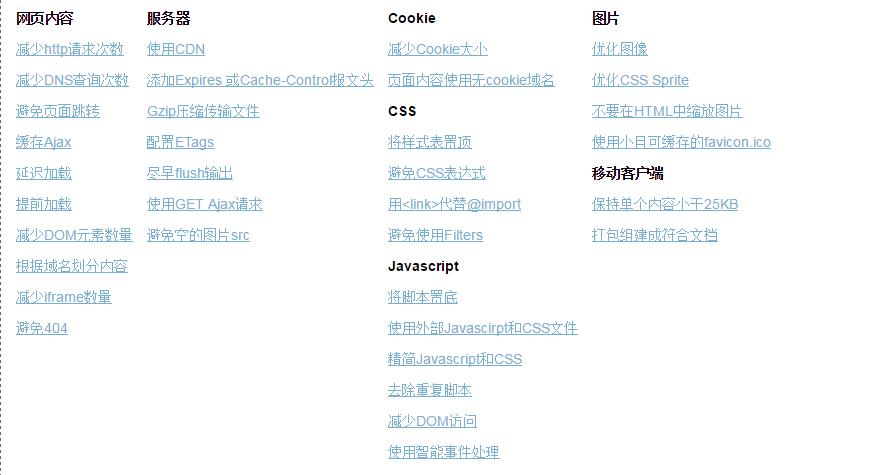 网页内容
减少http请求次数
减少DNS查询次数
避免页面跳转
缓存Ajax
延迟加载
提前加载
减少DOM元素数量
根据域名划分内容
减少iframe数量
避免404
服务器
使用CDN
添加Expires 或Cache-Control报文头
Gzip压缩传输文件
配置ETags
尽早flush输出
使用GET Ajax请求
避免空的图片src
Cookie
减少Cookie大小
页面内容使用无cookie域名
CSS
将样式表置顶
避免CSS表达式
用<link>代替@import
避免使用Filters
Javascript
将脚本置底
使用外部Javascirpt和CSS文件
精简Javascript和CSS
去除重复脚本
减少DOM访问
使用智能事件处理
图片
优化图像
优化CSS Sprite
不要在HTML中缩放图片
使用小且可缓存的favicon.ico
移动客户端
保持单个内容小于25KB
打包组建成符合文档